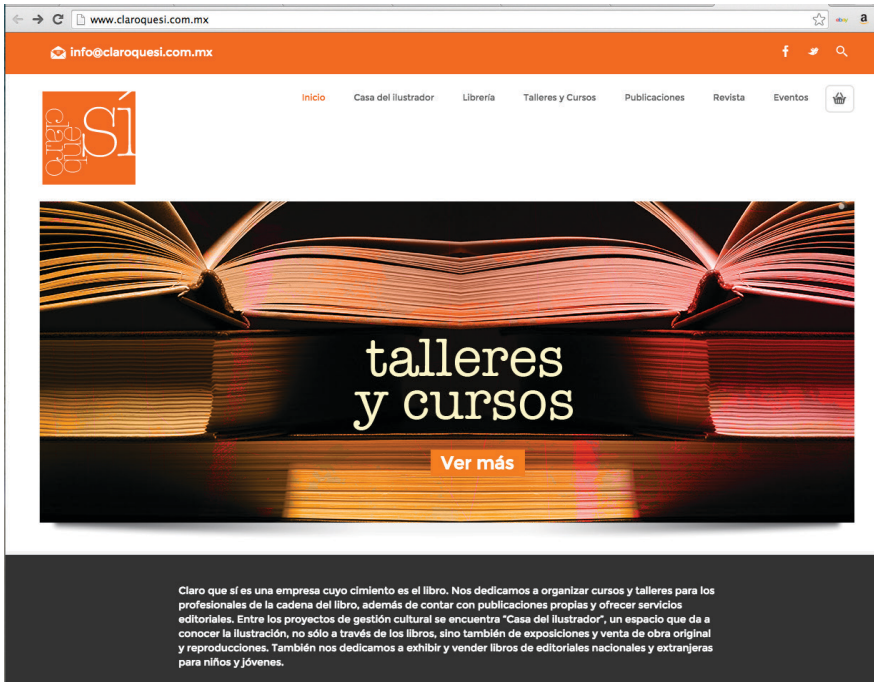 www.claroquesi.com.mx
ebay
a
info@claroquesi.com.mx
f
Inicio Casa del ilustrador Librería Talleres y Cursos Publicaciones Revista Eventos
claro
que
SÍ
talleres
y cursos
Ver más
Claro que sí es una empresa cuyo cimiento es el libro. Nos dedicamos a organizar cursos y talleres para los
profesionales de la cadena del libro, además de contar con publicaciones propias y ofrecer servicios
editoriales. Entre los proyectos de gestión cultural se encuentra "Casa del ilustrador", un espacio que da a
conocer la ilustración, no sólo a través de los libros, sino también de exposiciones y venta de obra original
y reproducciones. También nos dedicamos a exhibir y vender libros de editoriales nacionales y extranjeras
para niños y jóvenes.